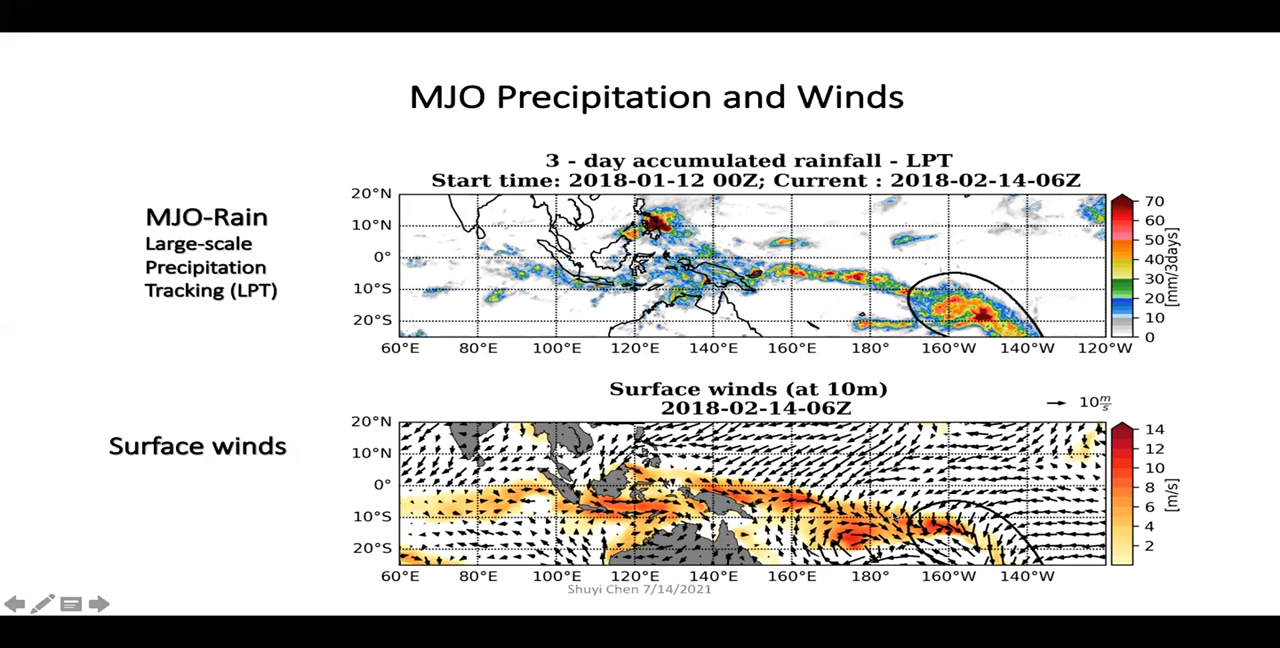 MJO Precipitation and Winds
3 - day accumulated rainfall - LPT
Start time: 2018-01-12 00Z; Current : 2018-02-14-06Z
MJO-Rain
Large-scale
Precipitation
Tracking (LPT)
20°N
10°N
0°
10°S
20°S
60°E 80°E 100°E 120°E 140°E 160°E 180° 160°W 140°W 120°W
70
60
50
40
30
20
10
0
[mm/3days]
Surface winds (at 10m)
2018-02-14-06Z
10 m/s
Surface winds
20°N
10°N
0°
10°S
20°S
60°E 80°E 100°E 120°E 140°E 160°E 180° 160°W 140°W
14
12
10
8
6
4
2
[m/s]
Shuyi Chen 7/14/2021